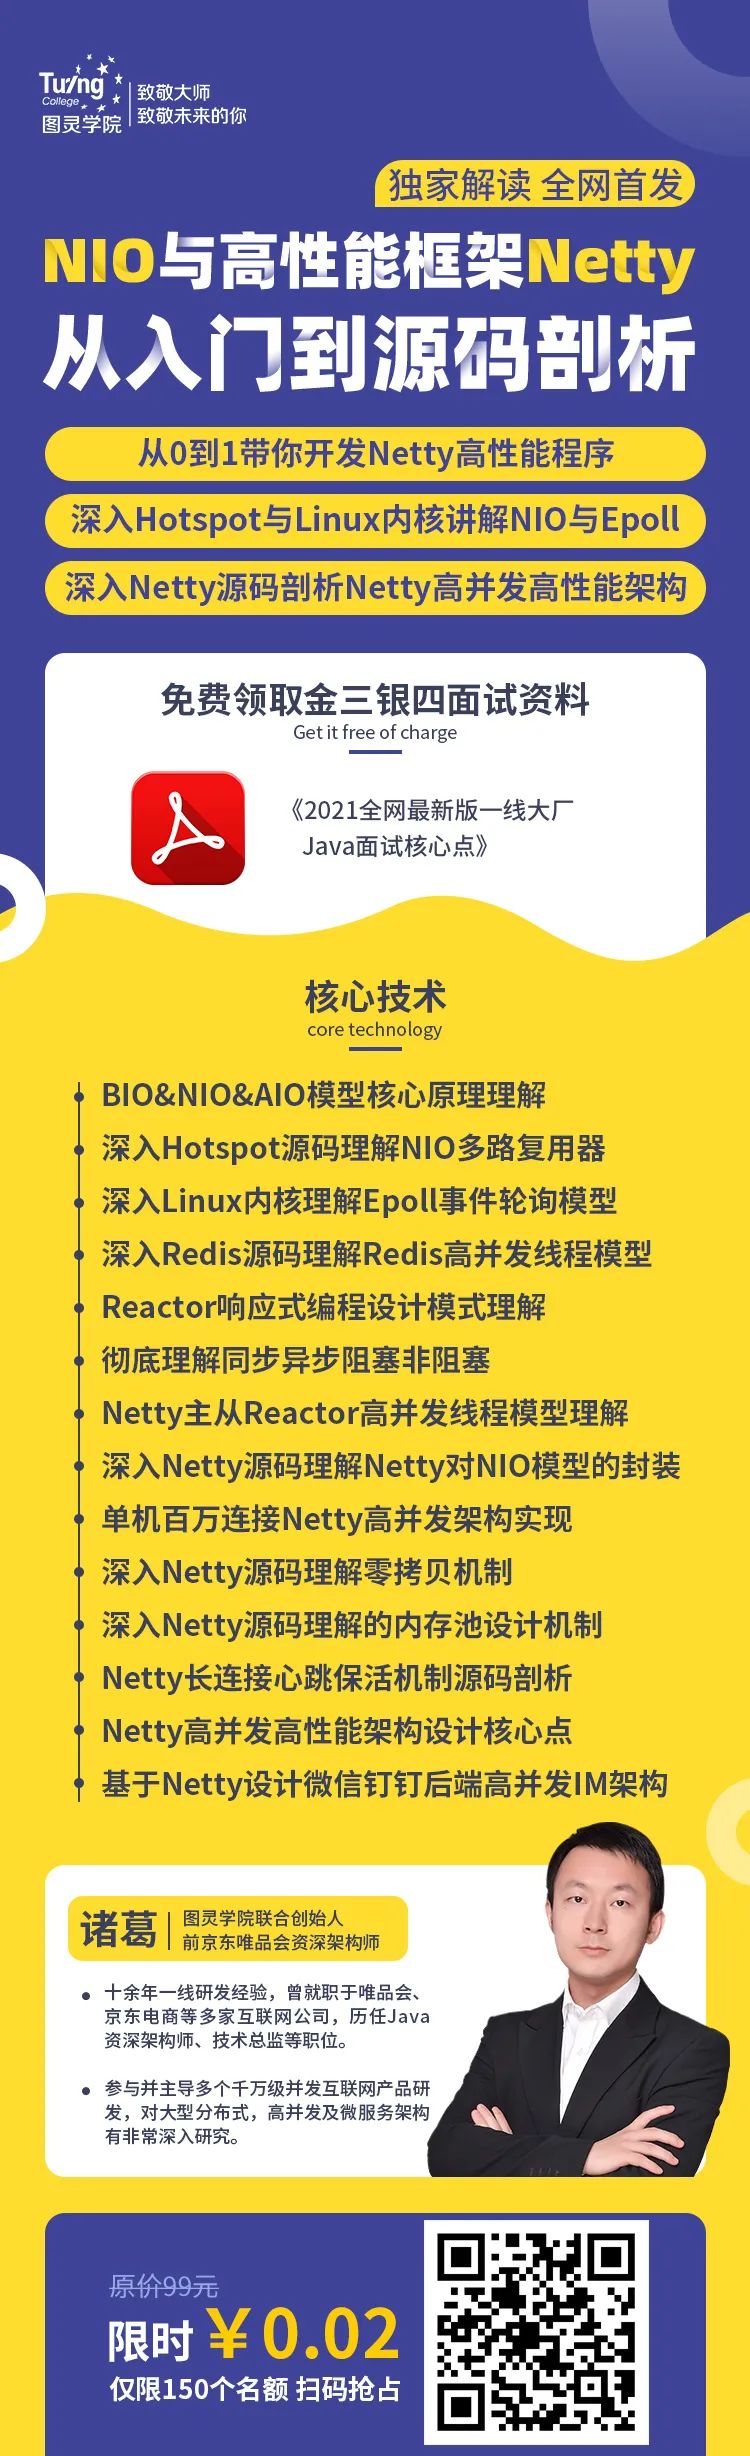 Tuling
College
图灵学院
致敬大师
致敬未来的你
独家解读 全网首发
NIO与高性能框架Netty
从入门到源码剖析
从0到1带你开发Netty高性能程序
深入Hotspot与Linux内核讲解NIO与Epoll
深入Netty源码剖析Netty高并发高性能架构
免费领取金三银四面试资料
Get it free of charge
《2021全网最新版一线大厂
Java面试核心点》
核心技术
core technology
BIO&NIO&AIO模型核心原理理解
深入Hotspot源码理解NIO多路复用器
深入Linux内核理解Epoll事件轮询模型
深入Redis源码理解Redis高并发线程模型
Reactor响应式编程设计模式理解
彻底理解同步异步阻塞非阻塞
Netty主从Reactor高并发线程模型理解
深入Netty源码理解Netty对NIO模型的封装
单机百万连接Netty高并发架构实现
深入Netty源码理解零拷贝机制
深入Netty源码理解的内存池设计机制
Netty长连接心跳保活机制源码剖析
Netty高并发高性能架构设计核心点
基于Netty设计微信钉钉后端高并发IM架构
诸葛
图灵学院联合创始人
前京东唯品会资深架构师
十余年一线研发经验，曾就职于唯品会、
京东电商等多家互联网公司，历任Java
资深架构师、技术总监等职位。
参与并主导多个千万级并发互联网产品研
发，对大型分布式，高并发及微服务架构
有非常深入研究。
原价99元
限时￥0.02
仅限150个名额 扫码抢占